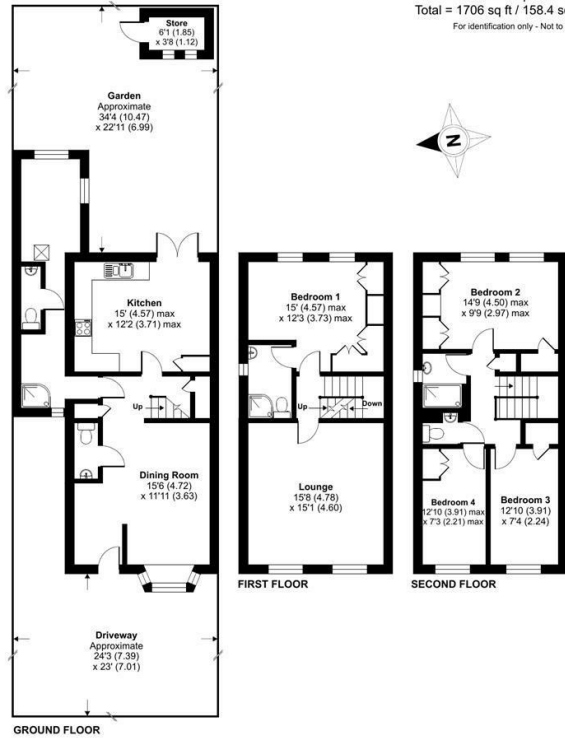 Total = 1706 sq ft / 158.4 s
For identification only - Not to
Store
6'1 (1.85)
x 3'8 (1.12)
Garden
Approximate
34'4 (10.47)
x 22'11 (6.99)
N
Kitchen
15' (4.57) max
x 12'2 (3.71) max
Up
Dining Room
15'6 (4.72)
x 11'11 (3.63)
Driveway
Approximate
24'3 (7.39)
x 23' (7.01)
GROUND FLOOR
Bedroom 1
15' (4.57) max
x 12'3 (3.73) max
Up
Down
Lounge
15'8 (4.78)
x 15'1 (4.60)
FIRST FLOOR
Bedroom 2
14'9 (4.50) max
x 9'9 (2.97) max
Bedroom 4
12'10 (3.91) max
x 7'3 (2.21) max
Bedroom 3
12'10 (3.91)
x 7'4 (2.24)
SECOND FLOOR